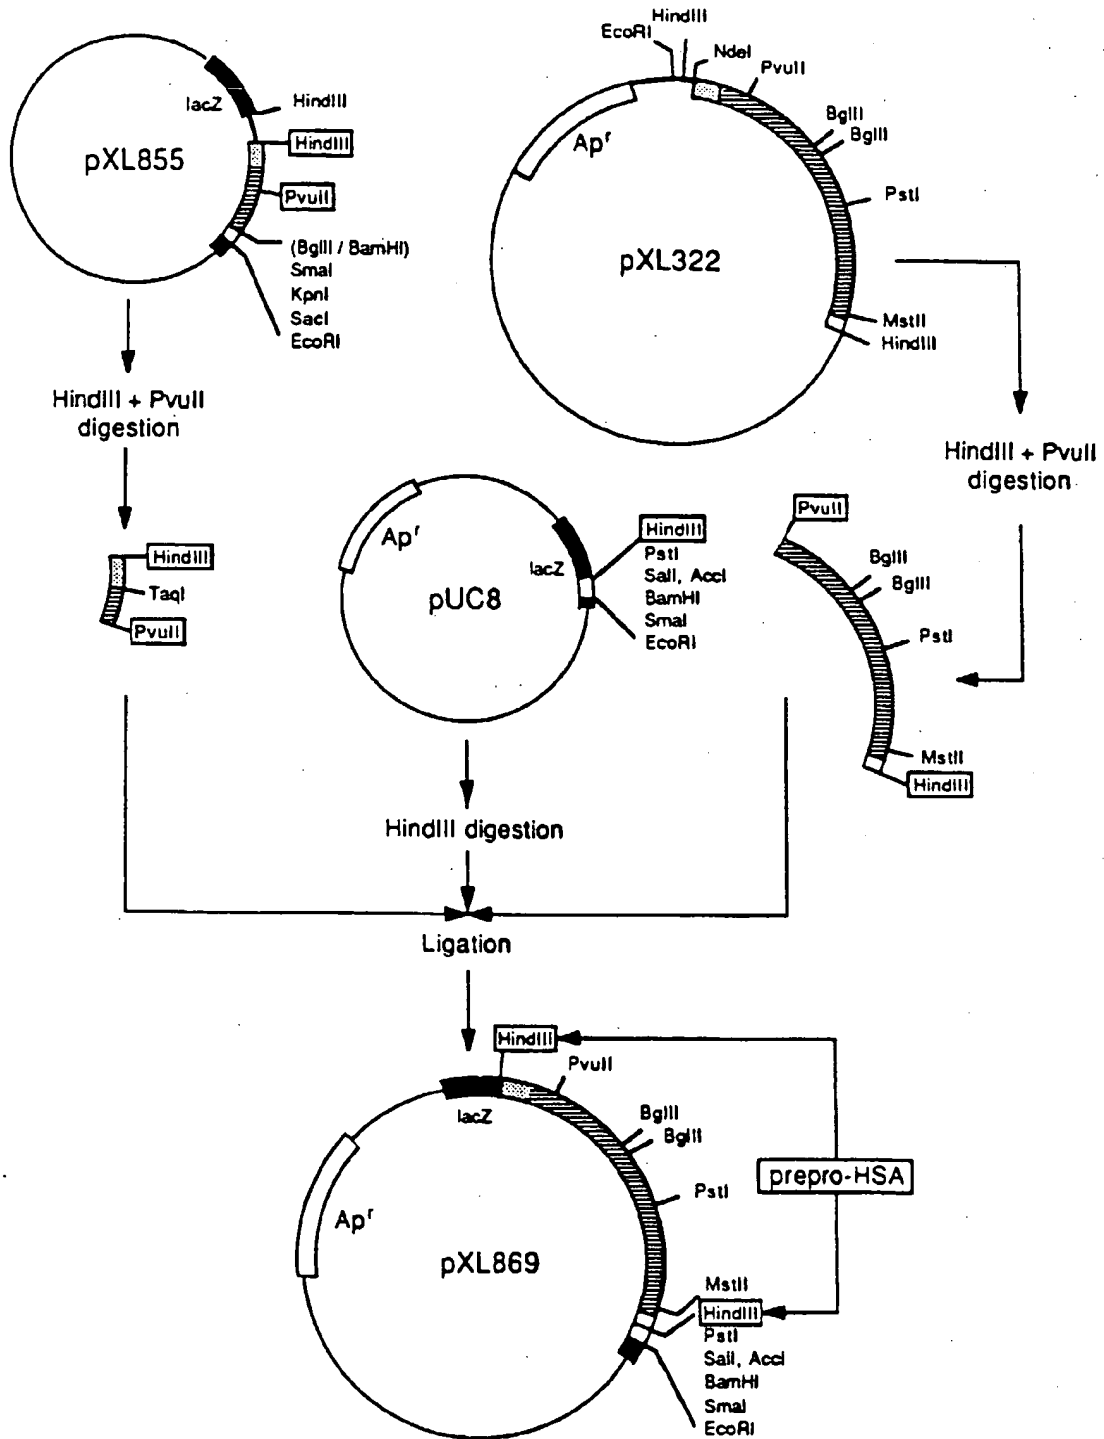 lacZ
HindIII
HindIII
pXL855
PvuII
(BglII / BamHI)
SmaI
KpnI
SacI
EcoRI
HindIII + PvuII
digestion
HindIII
TaqI
PvuII
HindIII
EcoRI
NdeI
PvuII
Apʳ
BglII
BglII
PstI
pXL322
MstII
HindIII
HindIII + PvuII
digestion
PvuII
BglII
BglII
PstI
MstII
HindIII
Apʳ
lacZ
HindIII
PstI
SalI, AccI
BamHI
SmaI
EcoRI
pUC8
HindIII digestion
Ligation
HindIII
PvuII
lacZ
BglII
BglII
prepro-HSA
PstI
Apʳ
pXL869
MstII
HindIII
PstI
SalI, AccI
BamHI
SmaI
EcoRI